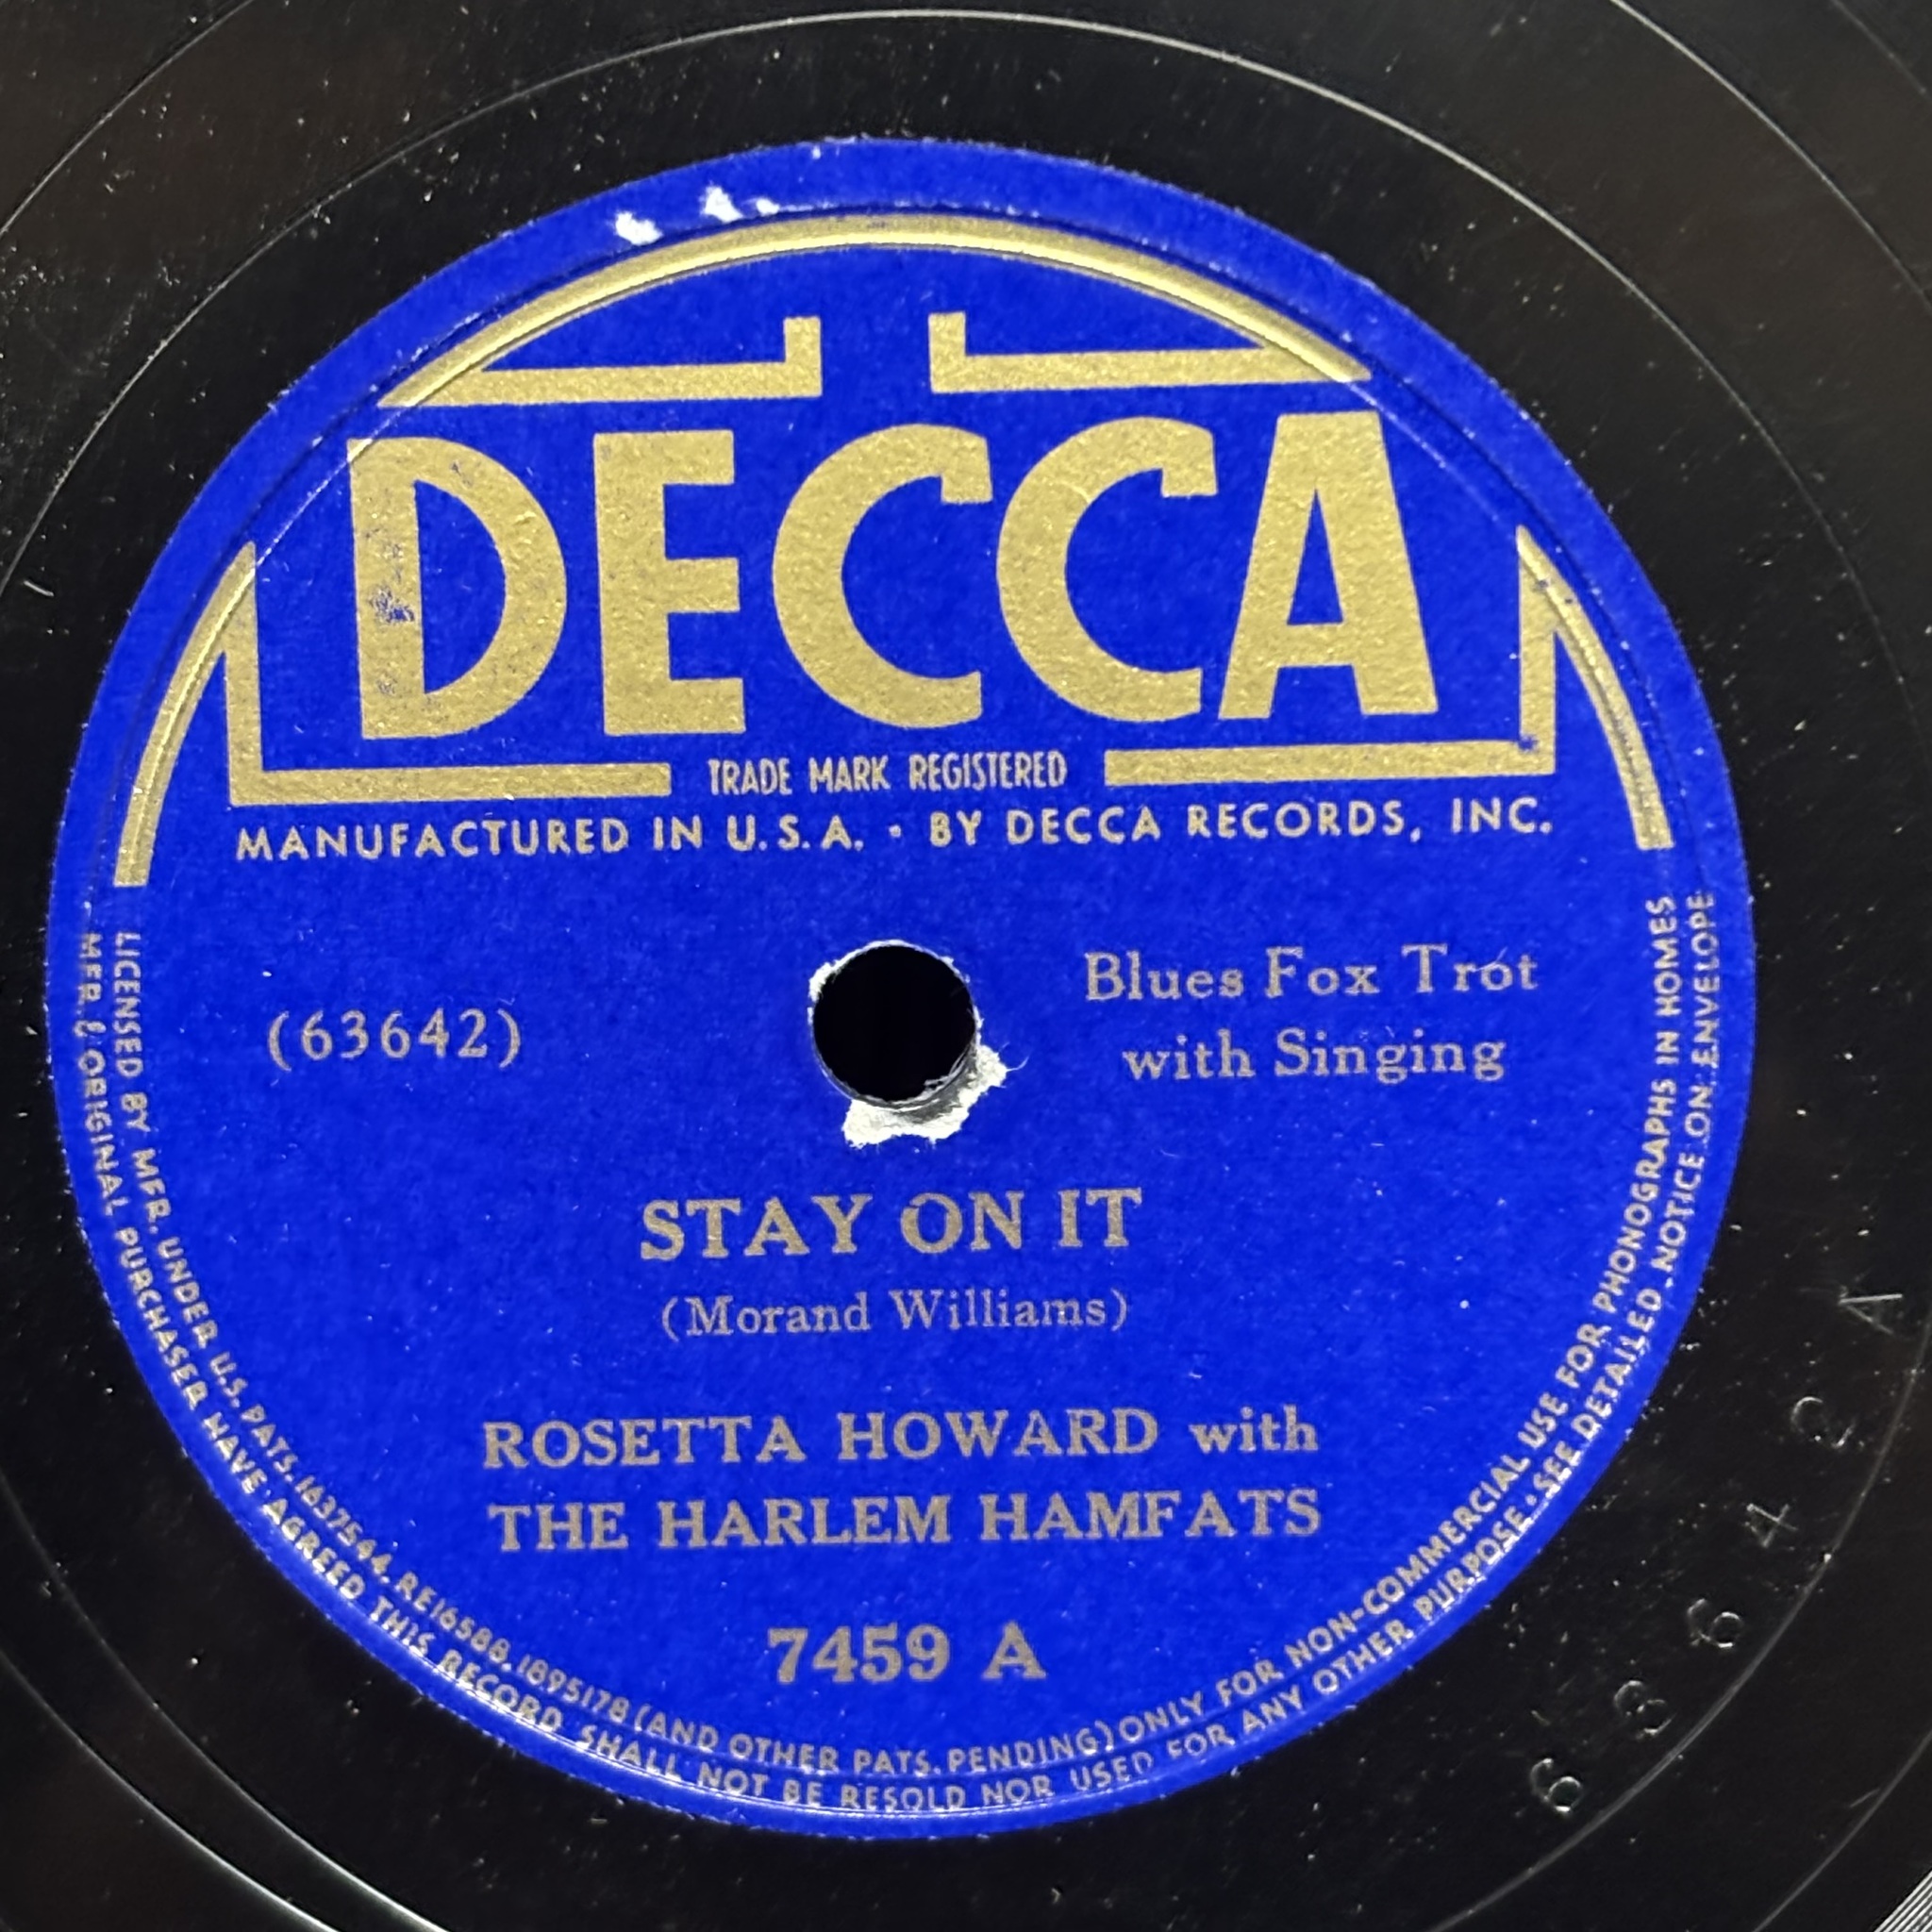 DECCA
TRADE MARK REGISTERED
MANUFACTURED IN U.S.A. • BY DECCA RECORDS, INC.
(63642)
Blues Fox Trot
with Singing
STAY ON IT
(Morand Williams)
ROSETTA HOWARD with
THE HARLEM HAMFATS
7459 A
LICENSED BY MFR. UNDER U.S. PATS. 1637544, RE16588, 1895178 (AND OTHER PATS. PENDING) ONLY FOR NON-COMMERCIAL USE FOR PHONOGRAPHS IN HOMES
MFR. & ORIGINAL PURCHASER HAVE AGREED THIS RECORD SHALL NOT BE RESOLD NOR USED FOR ANY OTHER PURPOSE • SEE DETAILED NOTICE ON ENVELOPE